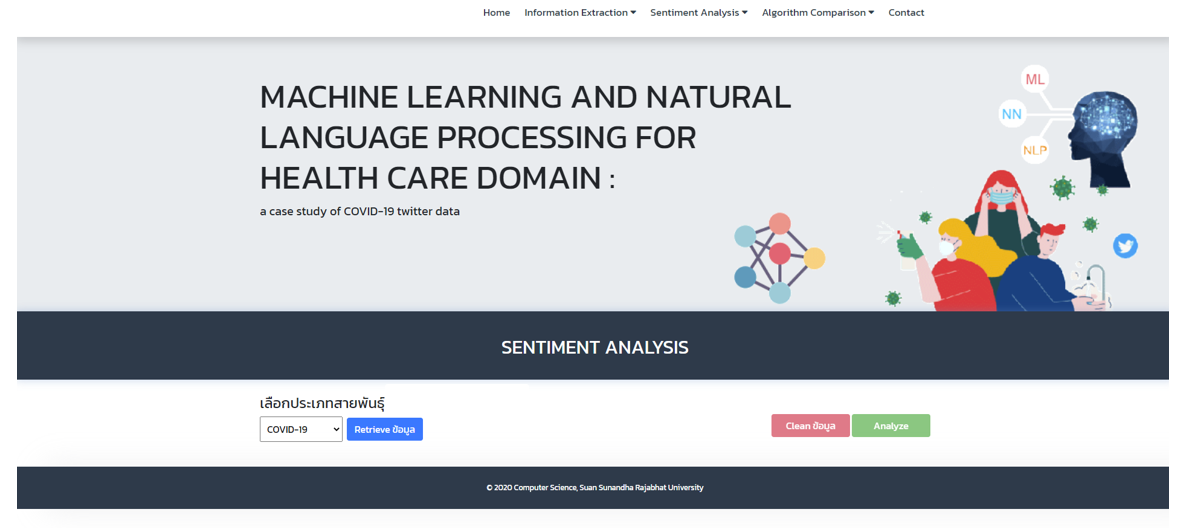 Home Information Extraction Sentiment Analysis Algorithm Comparison Contact
MACHINE LEARNING AND NATURAL
LANGUAGE PROCESSING FOR
HEALTH CARE DOMAIN :
a case study of COVID-19 twitter data
ML
NN
NLP
SENTIMENT ANALYSIS
เลือกประเภทสายพันธุ์
COVID-19 Retrieve ข้อมูล Clean ข้อมูล Analyze
© 2020 Computer Science, Suan Sunandha Rajabhat University